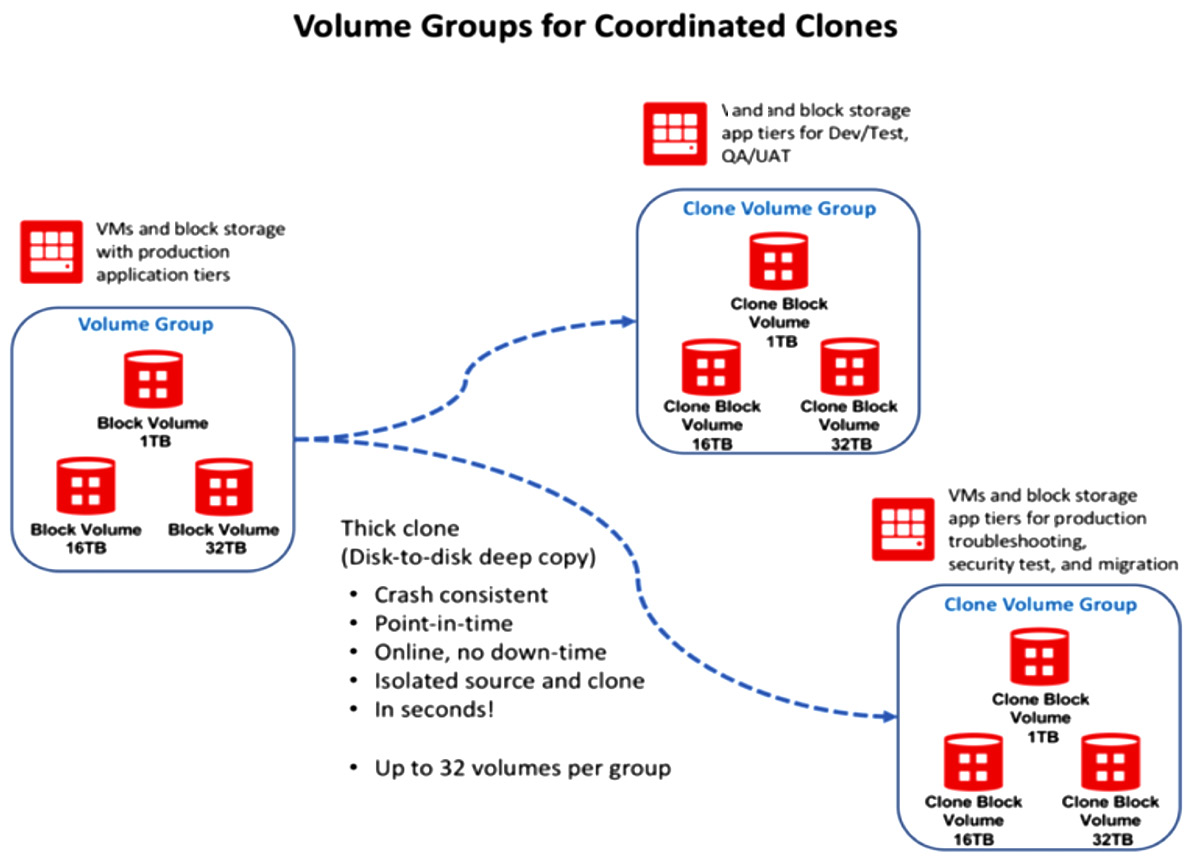 Volume Groups for Coordinated Clones
and block storage
app tiers for Dev/Test,
QA/UAT
Clone Volume Group
Clone Block
Volume
1TB
Clone Block
Volume
16TB
Clone Block
Volume
32TB
VMs and block storage
with production
application tiers
Volume Group
Block Volume
1TB
Block Volume
16TB
Block Volume
32TB
Thick clone
(Disk-to-disk deep copy)
• Crash consistent
• Point-in-time
• Online, no down-time
• Isolated source and clone
• In seconds!
• Up to 32 volumes per group
VMs and block storage
app tiers for production
troubleshooting,
security test, and migration
Clone Volume Group
Clone Block
Volume
1TB
Clone Block
Volume
16TB
Clone Block
Volume
32TB